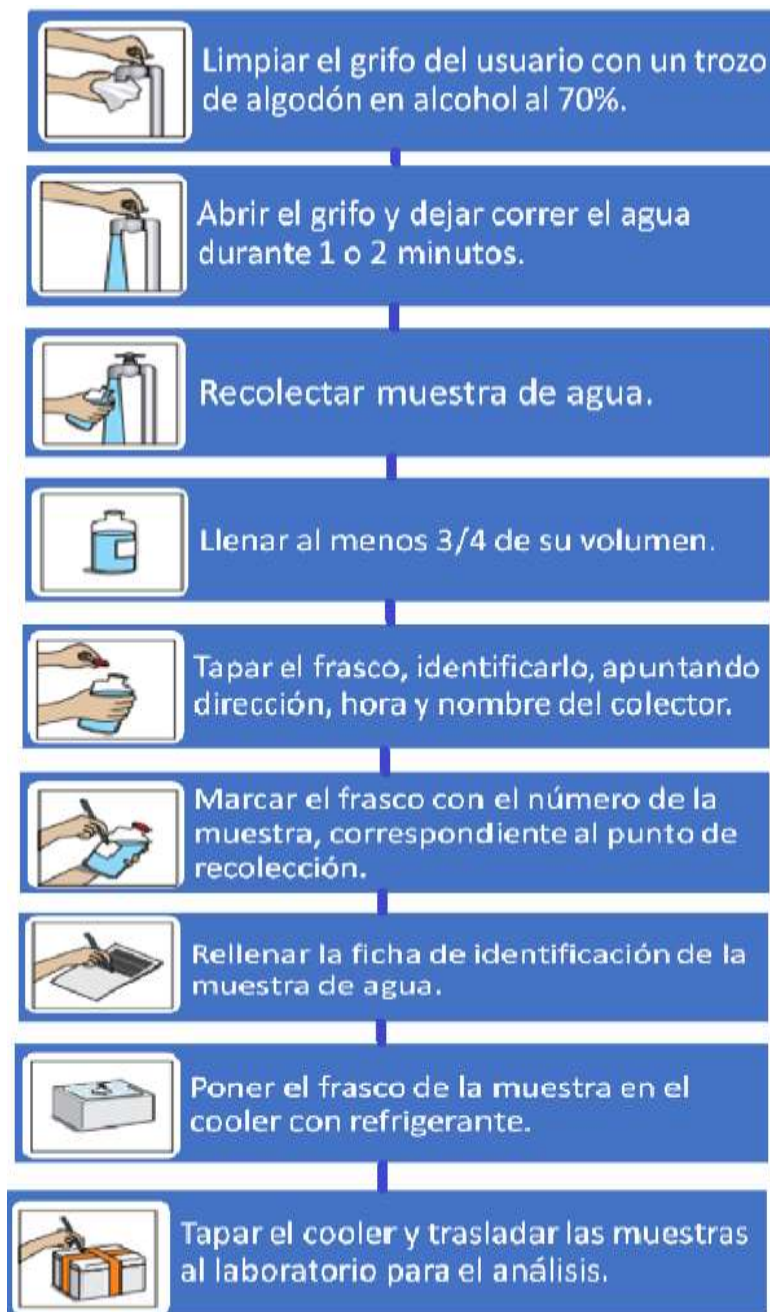 Limpiar el grifo del usuario con un trozo
de algodón en alcohol al 70%.
Abrir el grifo y dejar correr el agua
durante 1 o 2 minutos.
Recolectar muestra de agua.
Llenar al menos 3/4 de su volumen.
Tapar el frasco, identificarlo, apuntando
dirección, hora y nombre del colector.
Marcar el frasco con el número de la
muestra, correspondiente al punto de
recolección.
Rellenar la ficha de identificación de la
muestra de agua.
Poner el frasco de la muestra en el
cooler con refrigerante.
Tapar el cooler y trasladar las muestras
al laboratorio para el análisis.